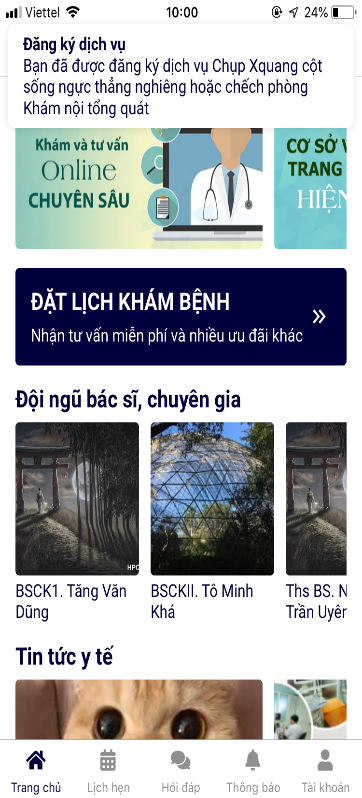 Viettel 10:00 24%
Đăng ký dịch vụ
Bạn đã được đăng ký dịch vụ Chụp Xquang cột
sống ngực thẳng nghiêng hoặc chếch phòng
Khám nội tổng quát
Khám và tư vấn
Online
CHUYÊN SÂU
CƠ SỞ V
TRANG
HIỆN
ĐẶT LỊCH KHÁM BỆNH
Nhận tư vấn miễn phí và nhiều ưu đãi khác
Đội ngũ bác sĩ, chuyên gia
HPC
BSCK1. Tăng Văn
Dũng
BSCKII. Tô Minh
Khá
Ths BS. N
Trần Uyên
Tin tức y tế
Trang chủ
Lịch hẹn
Hỏi đáp
Thông báo
Tài khoản